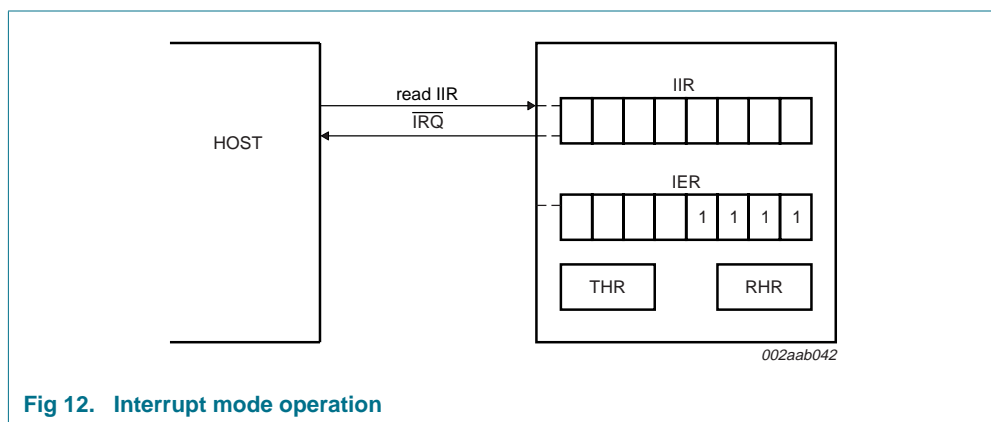 read IIR
IIR
IRQ
HOST
IER
1 1 1 1
THR RHR
002aab042
Fig 12. Interrupt mode operation